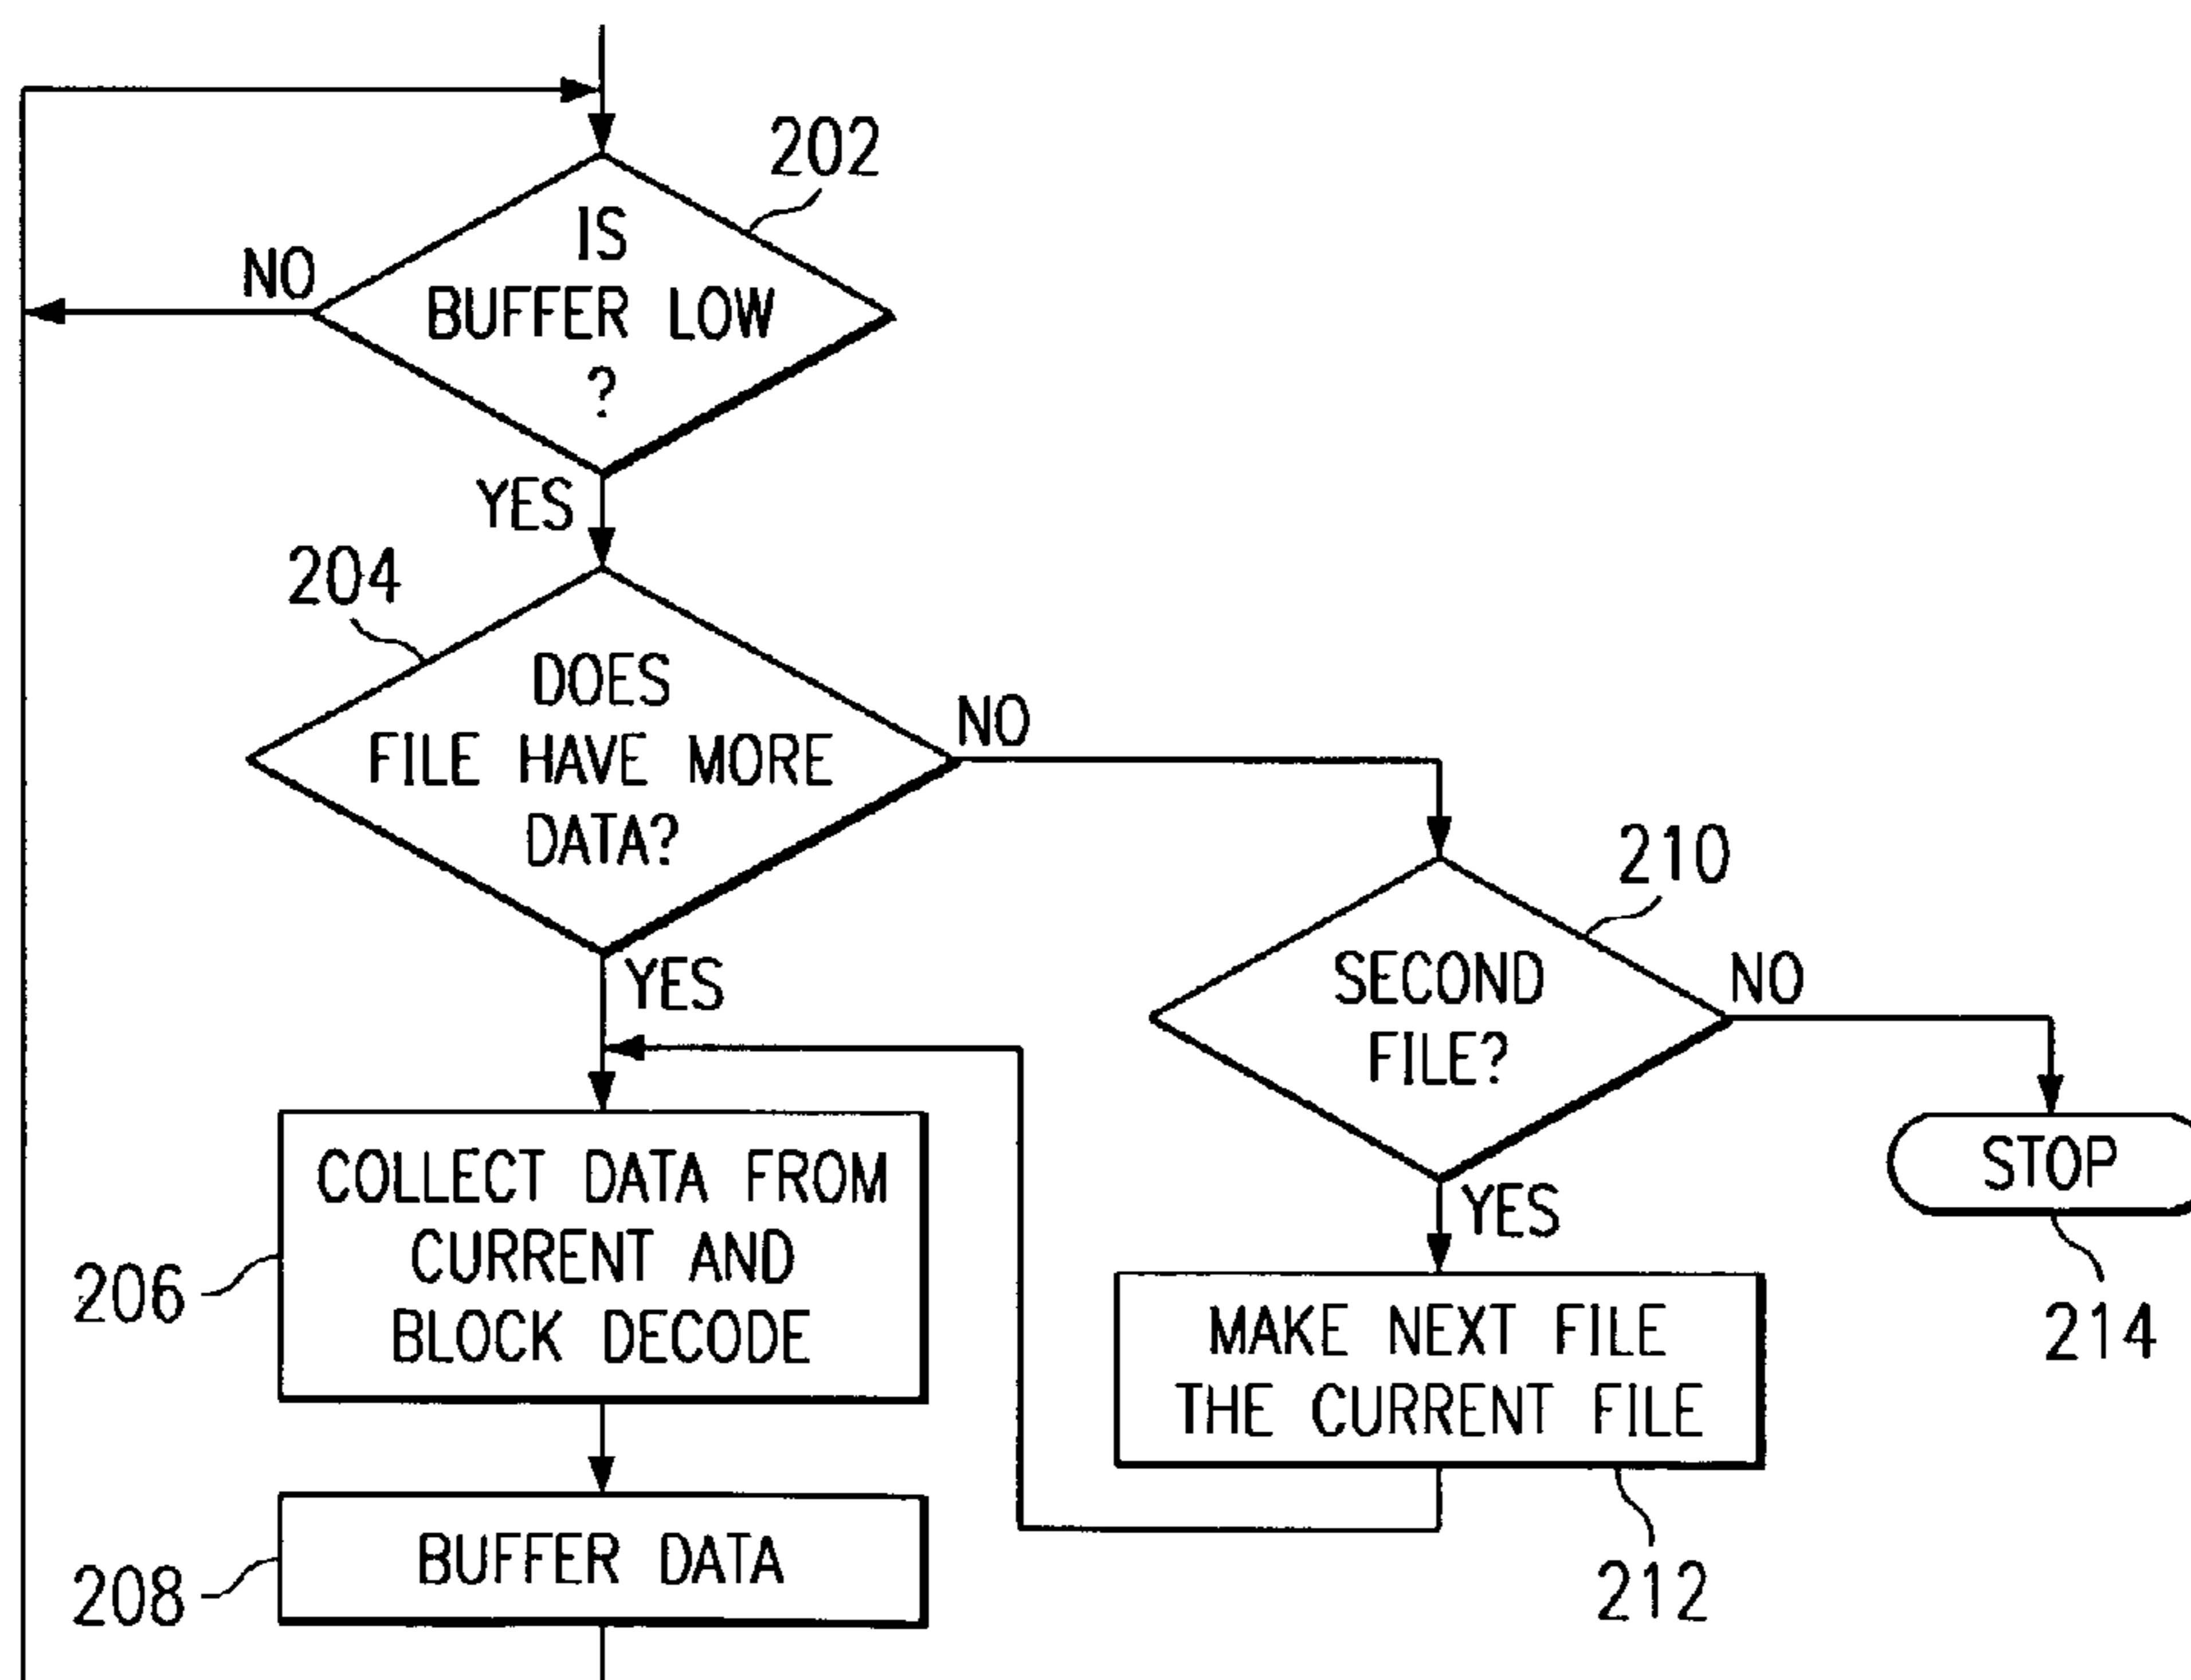 202
IS
NO
BUFFER LOW
?
YES
204
DOES
FILE HAVE MORE
DATA?
NO
YES
210
SECOND
FILE?
NO
YES
STOP
214
COLLECT DATA FROM
CURRENT AND
BLOCK DECODE
206
MAKE NEXT FILE
THE CURRENT FILE
212
BUFFER DATA
208